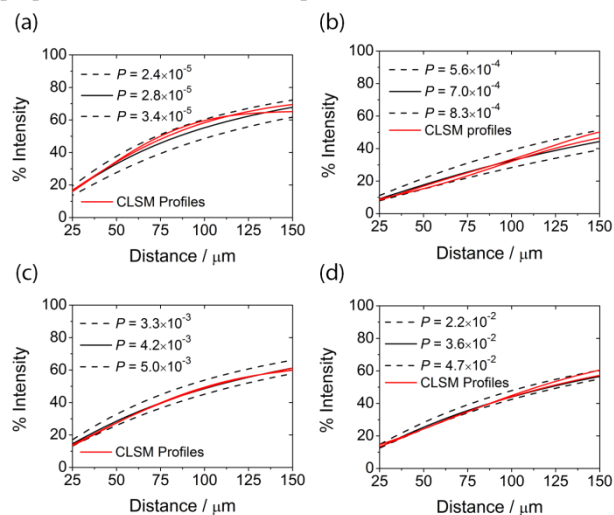 (a)
100
80
60
40
20
0
% Intensity
P = 2.4×10⁻⁵
P = 2.8×10⁻⁵
P = 3.4×10⁻⁵
CLSM Profiles
25 50 75 100 125 150
Distance / μm
(b)
100
80
60
40
20
0
% Intensity
P = 5.6×10⁻⁴
P = 7.0×10⁻⁴
P = 8.3×10⁻⁴
CLSM profiles
25 50 75 100 125 150
Distance / μm
(c)
100
80
60
40
20
0
% Intensity
P = 3.3×10⁻³
P = 4.2×10⁻³
P = 5.0×10⁻³
CLSM Profiles
25 50 75 100 125 150
Distance / μm
(d)
100
80
60
40
20
0
% Intensity
P = 2.2×10⁻²
P = 3.6×10⁻²
P = 4.7×10⁻²
CLSM Profiles
25 50 75 100 125 150
Distance / μm